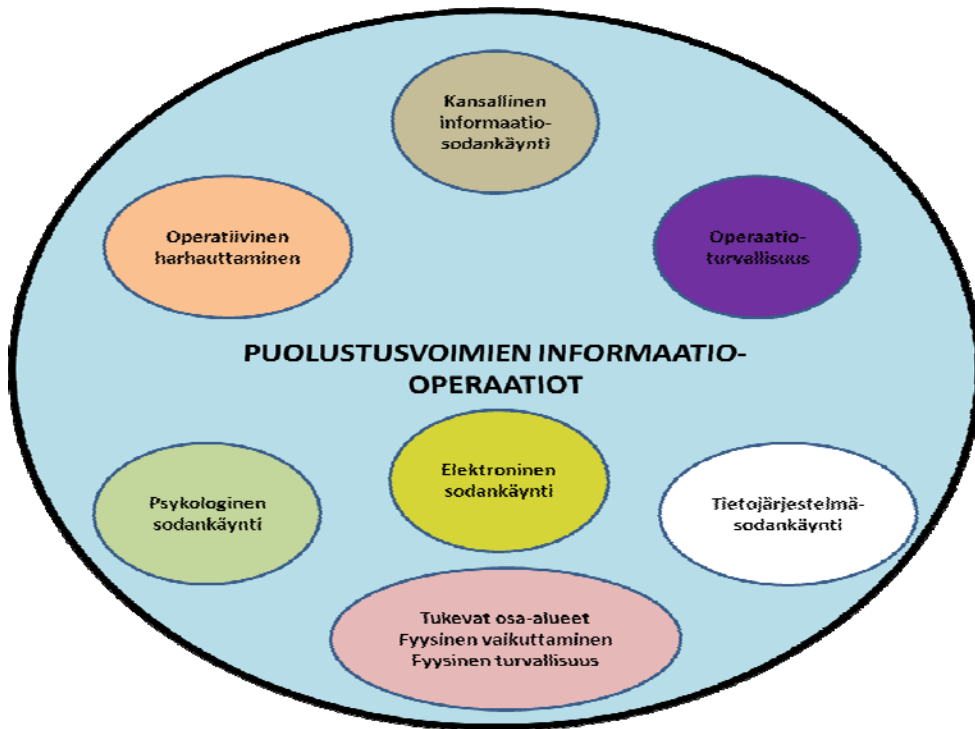 Kansallinen
informaatio-
sodankäynti
Operatiivinen
harhauttaminen
Operaatio-
turvallisuus
PUOLUSTUSVOIMIEN INFORMAATIO-
OPERAATIOT
Psykologinen
sodankäynti
Elektroninen
sodankäynti
Tietojärjestelmä-
sodankäynti
Tukevat osa-alueet
Fyysinen vaikuttaminen
Fyysinen turvallisuus